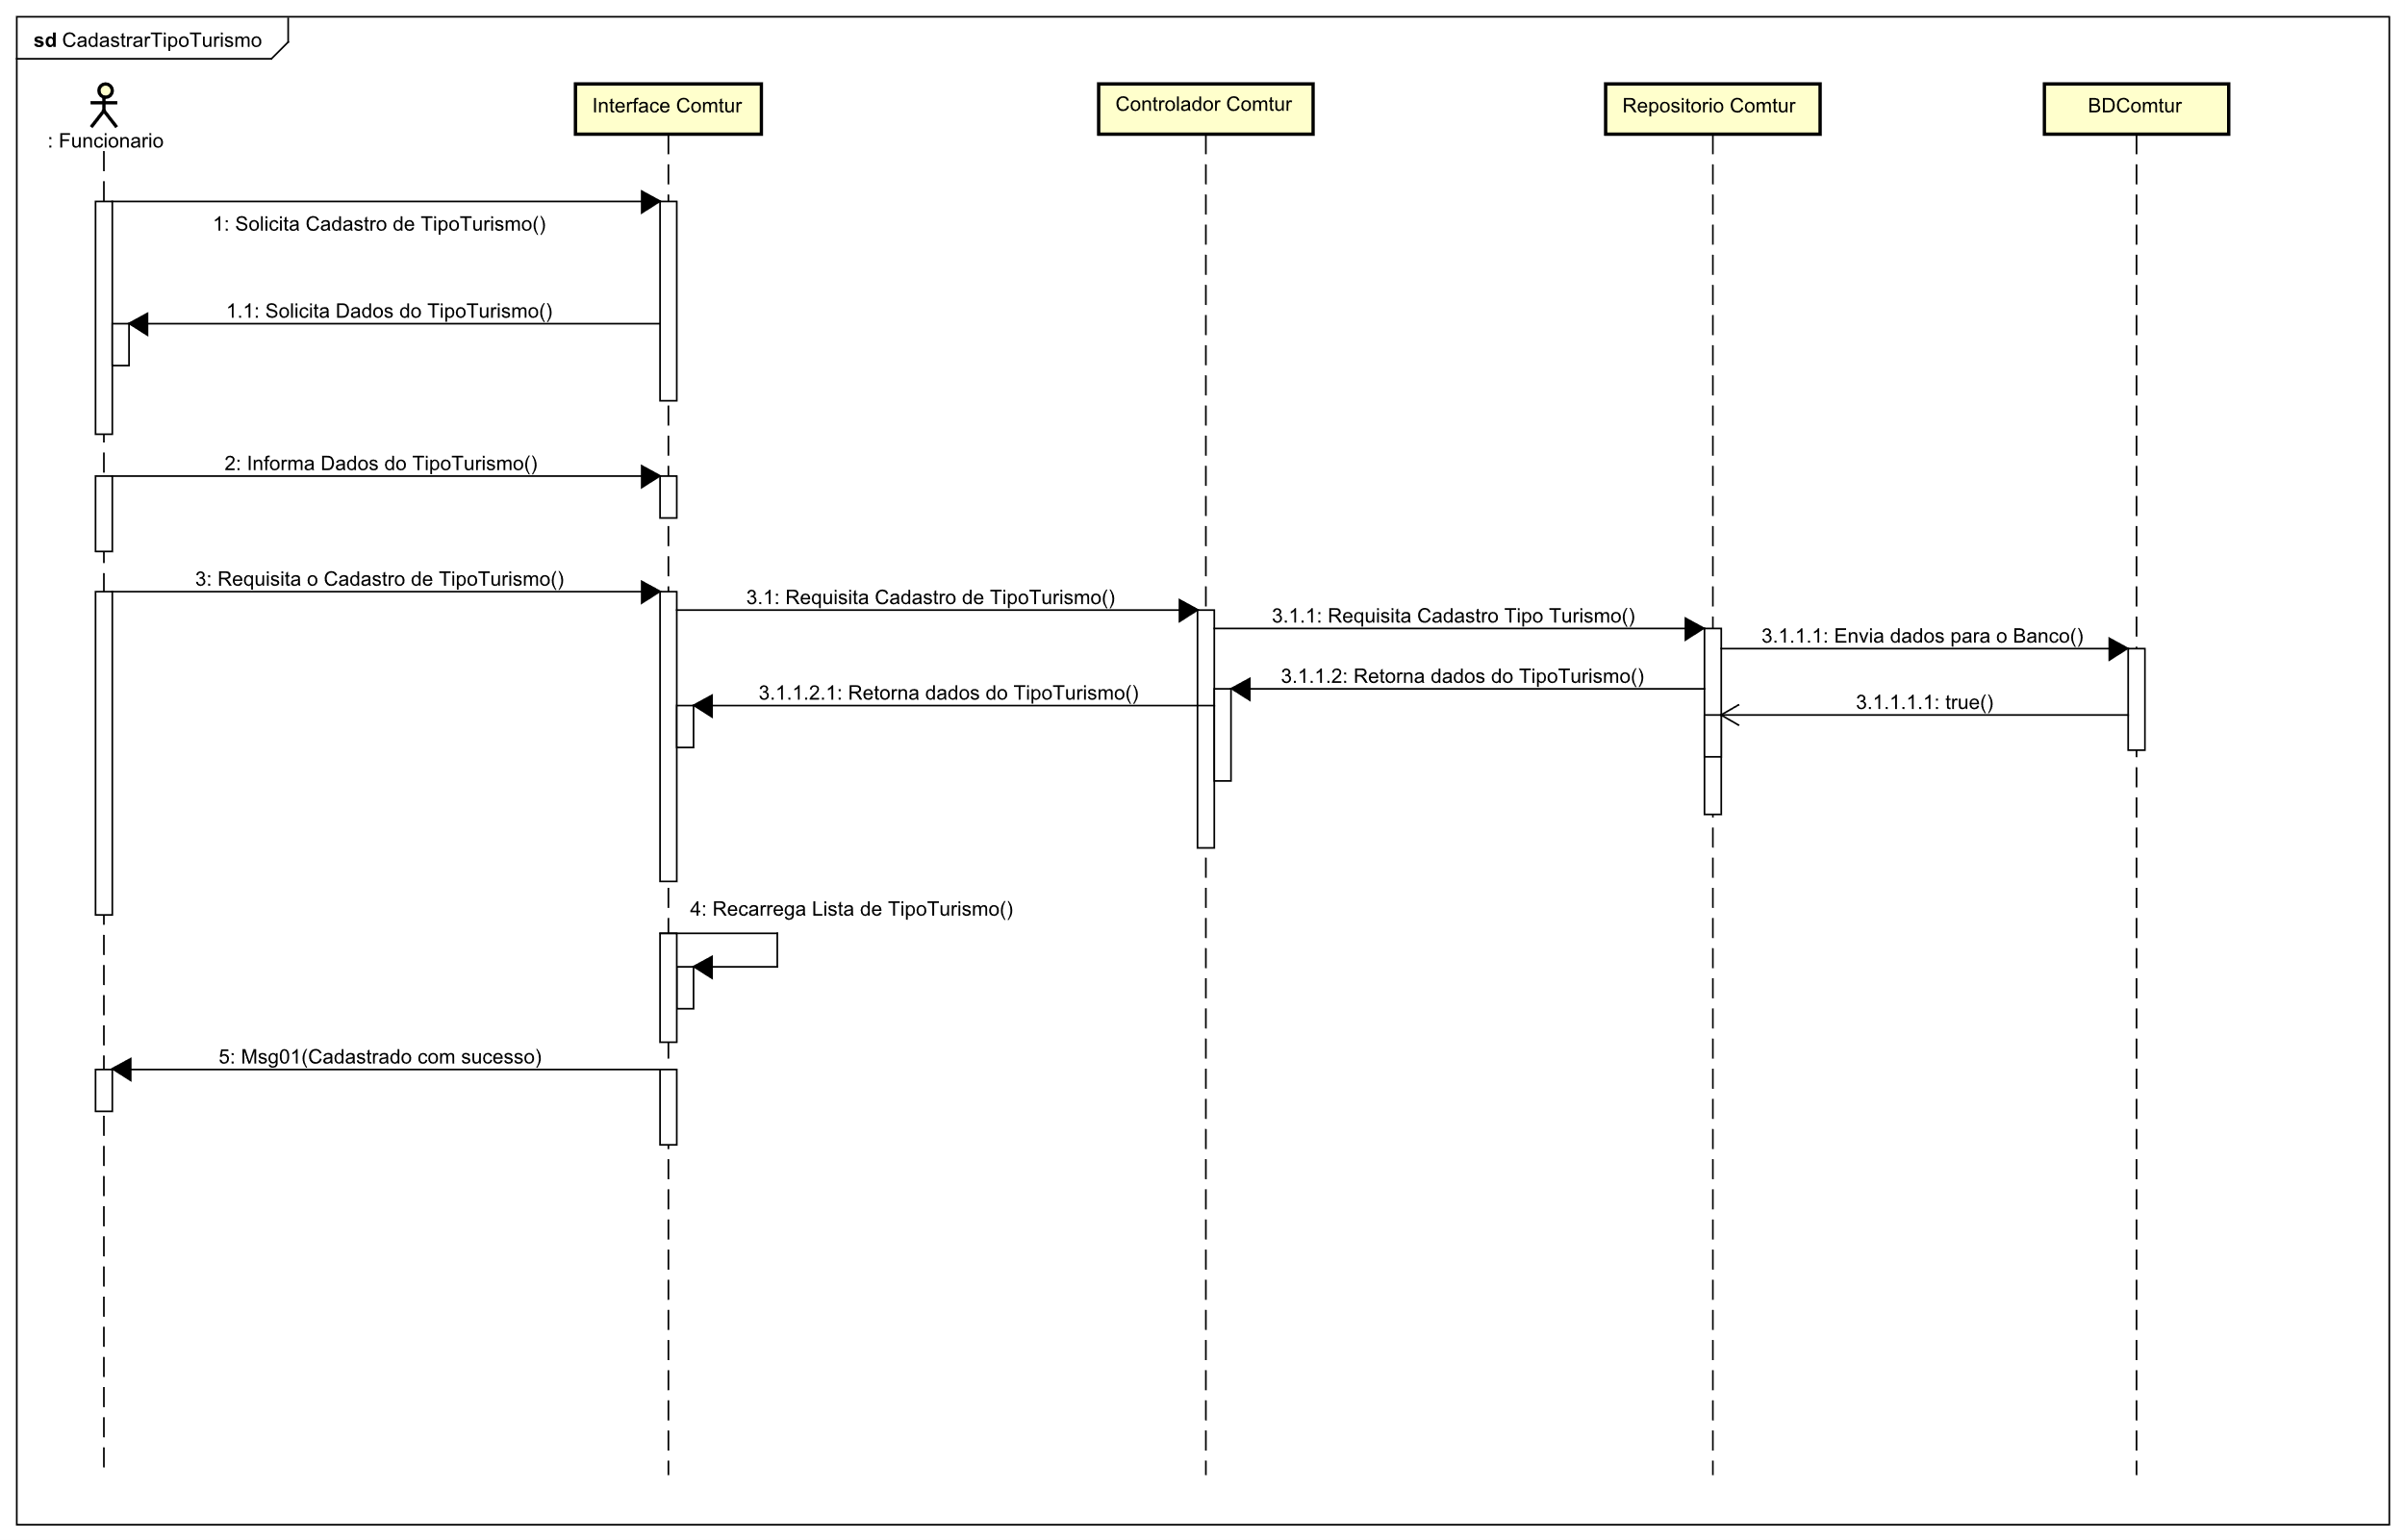 sd CadastrarTipoTurismo
: Funcionario
Interface Comtur
Controlador Comtur
Repositorio Comtur
BDComtur
1: Solicita Cadastro de TipoTurismo()
1.1: Solicita Dados do TipoTurismo()
2: Informa Dados do TipoTurismo()
3: Requisita o Cadastro de TipoTurismo()
3.1: Requisita Cadastro de TipoTurismo()
3.1.1: Requisita Cadastro Tipo Turismo()
3.1.1.1: Envia dados para o Banco()
3.1.1.2: Retorna dados do TipoTurismo()
3.1.1.2.1: Retorna dados do TipoTurismo()
3.1.1.1.1: true()
4: Recarrega Lista de TipoTurismo()
5: Msg01(Cadastrado com sucesso)